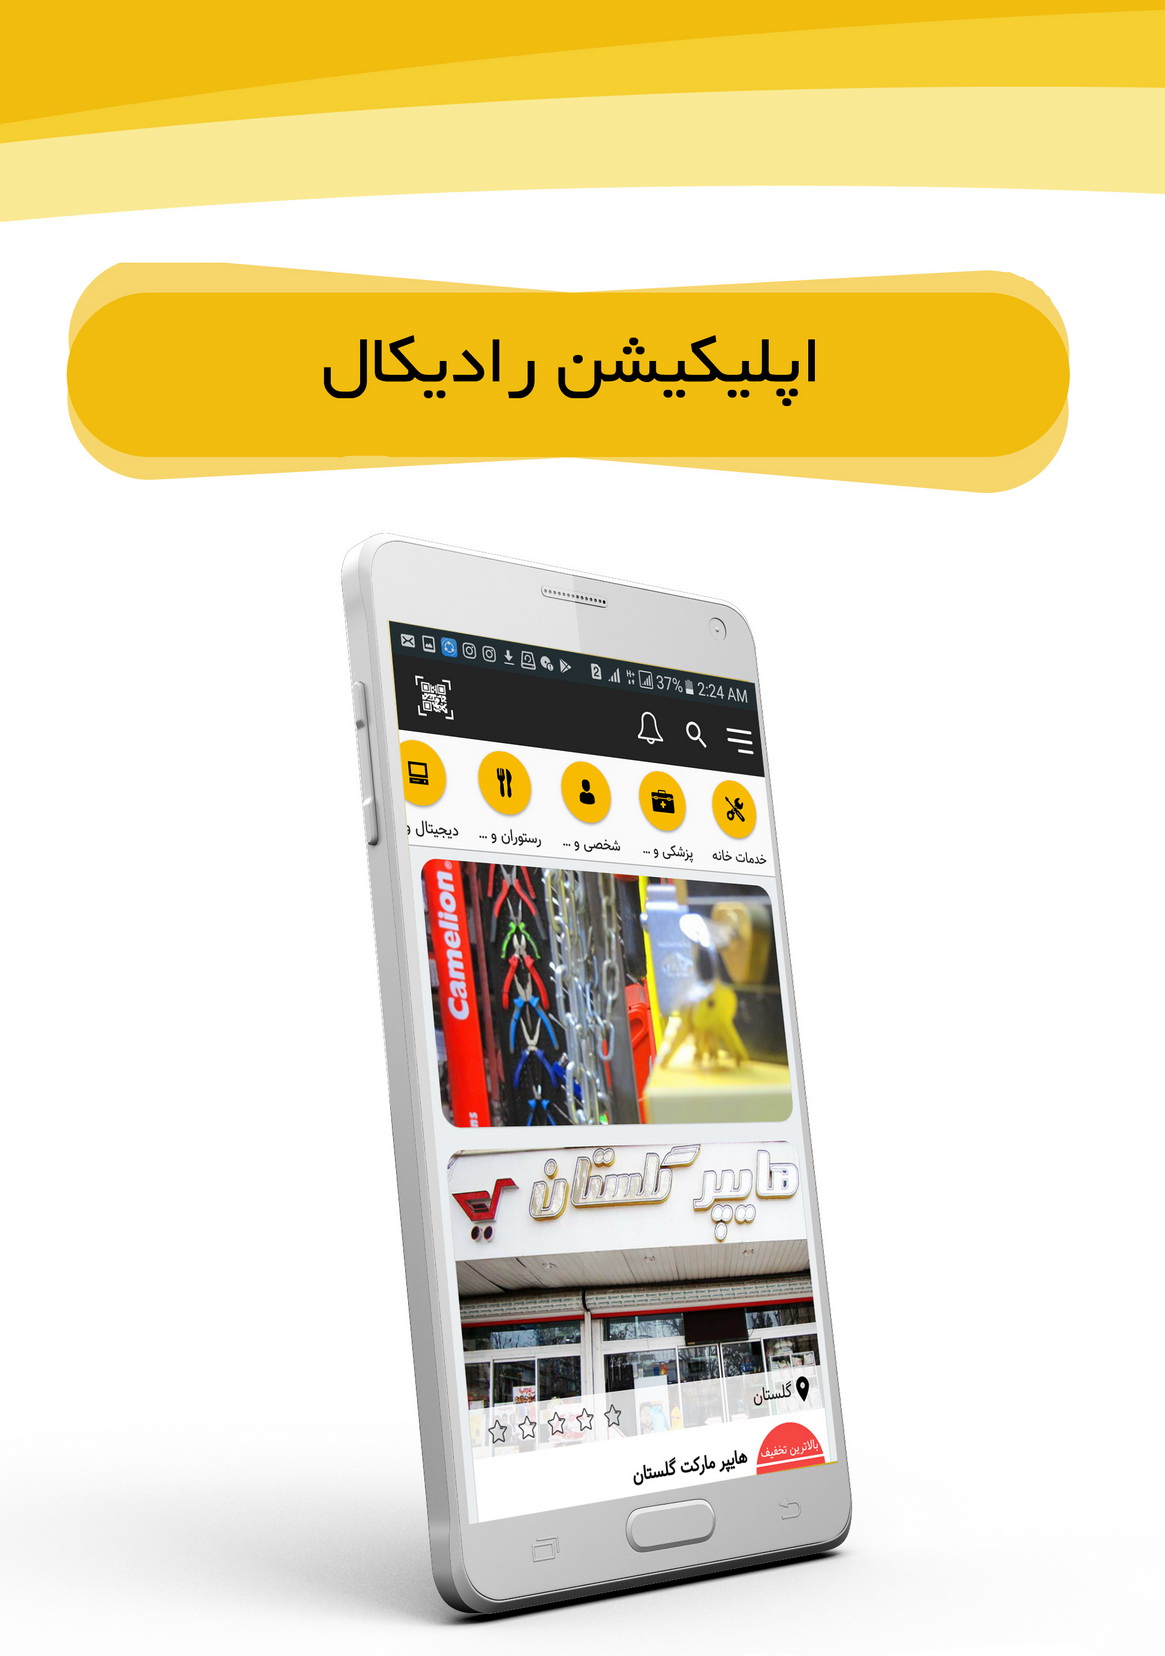 اپلیکیشن رادیکال
37% 2:24 AM
خدمات خانه پزشکی و ... شخصی و ... رستوران و ... دیجیتال و
Camelion
هایپر گلستان
گلستان
بالاترین تخفیف
هایپر مارکت گلستان